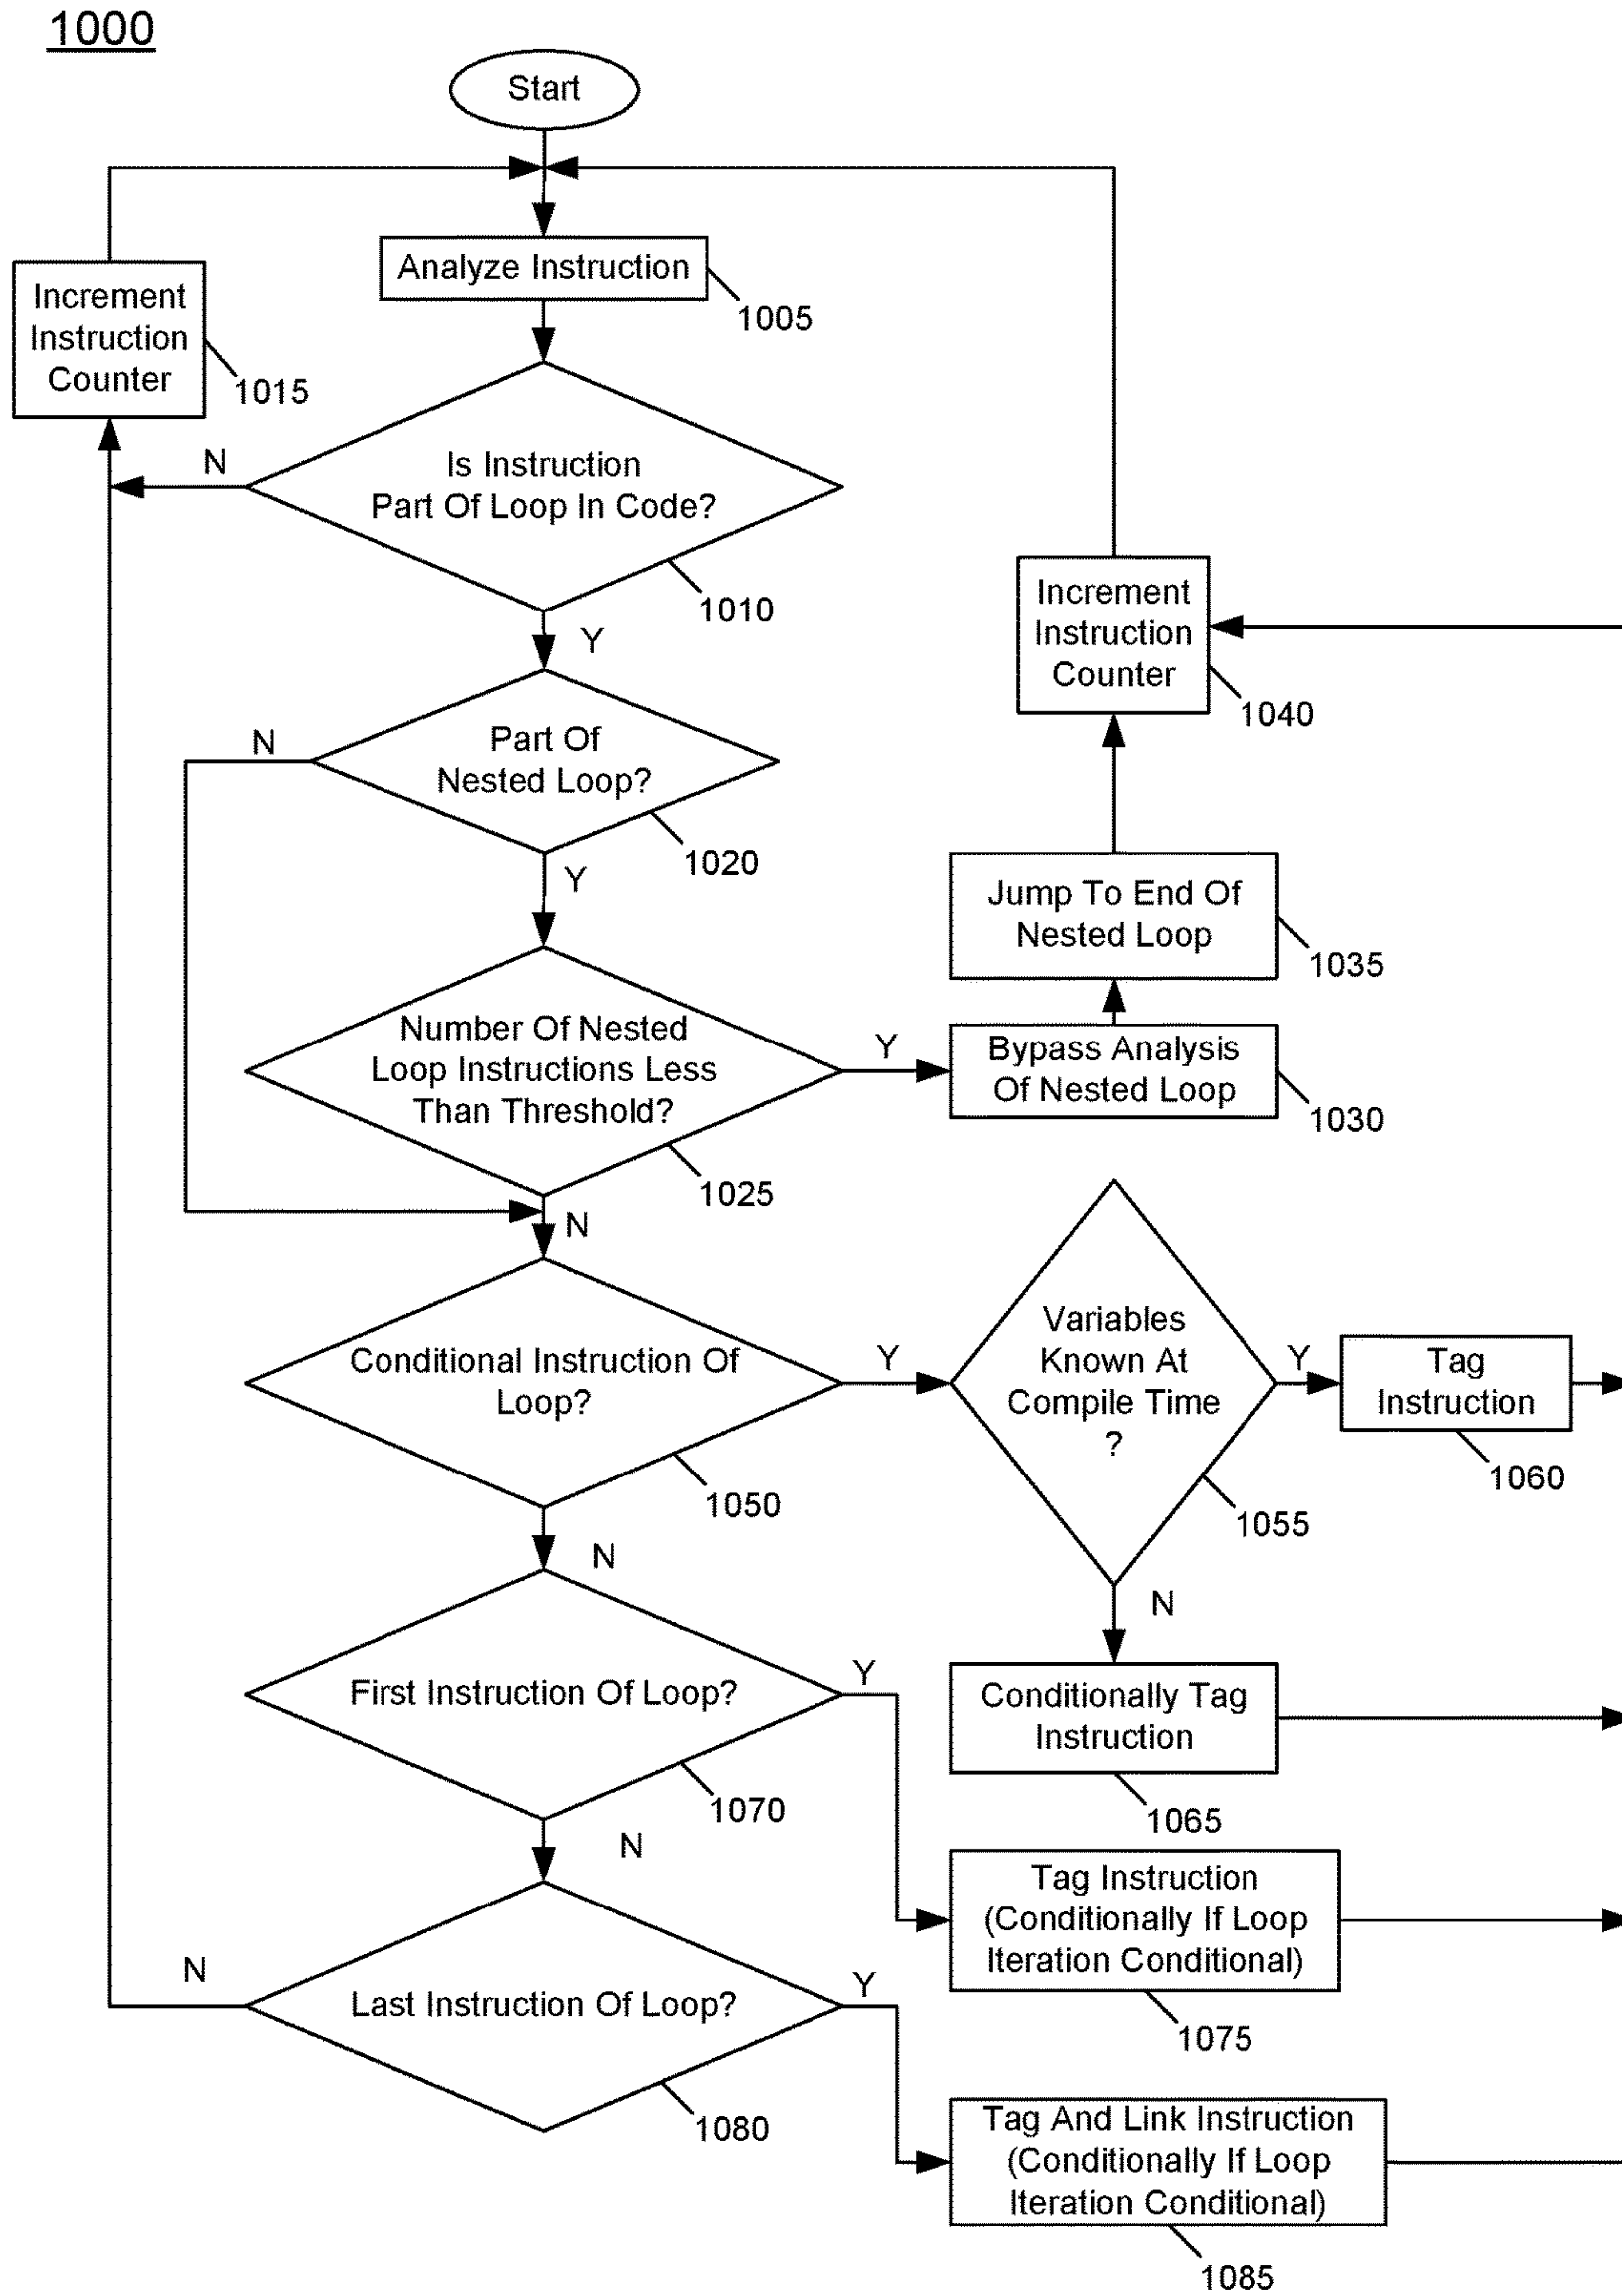 1000
Start
Analyze Instruction
1005
Increment
Instruction
Counter
1015
N
Is Instruction
Part Of Loop In Code?
1010
Y
Increment
Instruction
Counter
1040
N
Part Of
Nested Loop?
1020
Y
Jump To End Of
Nested Loop
1035
Number Of Nested
Loop Instructions Less
Than Threshold?
1025
Y
Bypass Analysis
Of Nested Loop
1030
N
Conditional Instruction Of
Loop?
1050
Y
Variables
Known At
Compile Time
?
1055
Y
Tag
Instruction
1060
N
N
Conditionally Tag
Instruction
1065
First Instruction Of Loop?
1070
Y
N
Tag Instruction
(Conditionally If Loop
Iteration Conditional)
1075
N
Last Instruction Of Loop?
1080
Y
Tag And Link Instruction
(Conditionally If Loop
Iteration Conditional)
1085